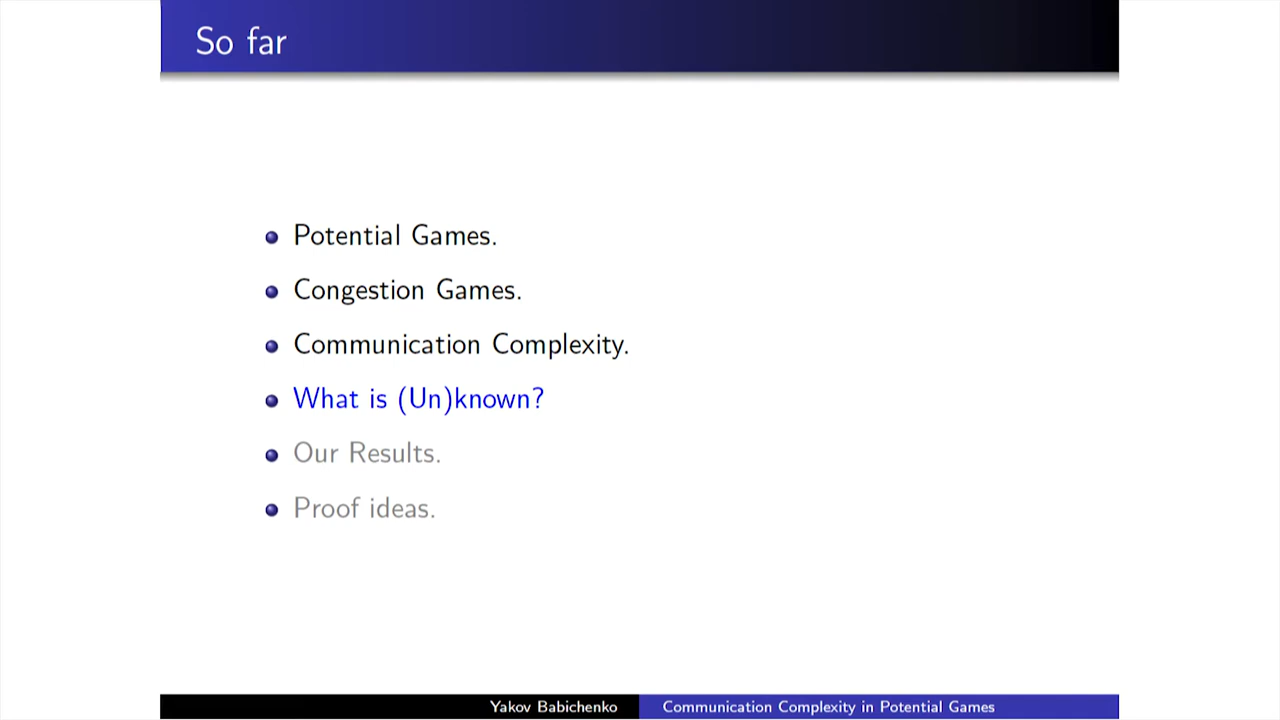 So far
Potential Games.
Congestion Games.
Communication Complexity.
What is (Un)known?
Our Results.
Proof ideas.
Yakov Babichenko
Communication Complexity in Potential Games